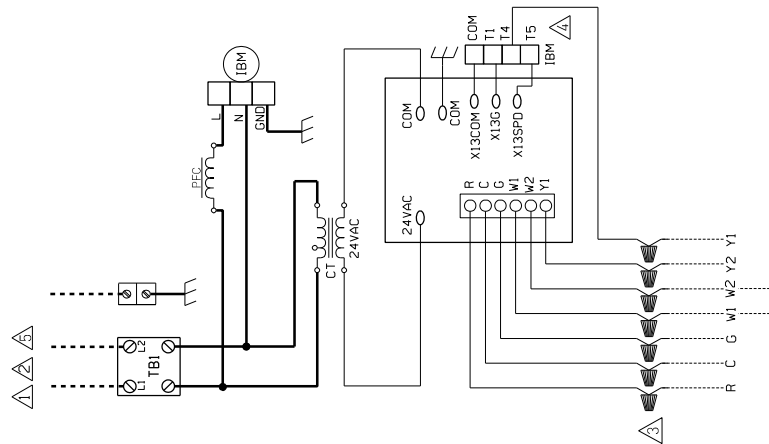 1
2
5
L1
L2
TB1
PFC
L
N
GND
IBM
CT
24VAC
24VAC
COM
COM
X13COM
X13G
X13SPD
COM
T1
T4
T5
IBM
4
R
C
G
W1
W2
Y1
3
R
C
G
W1
W2
Y2
Y1